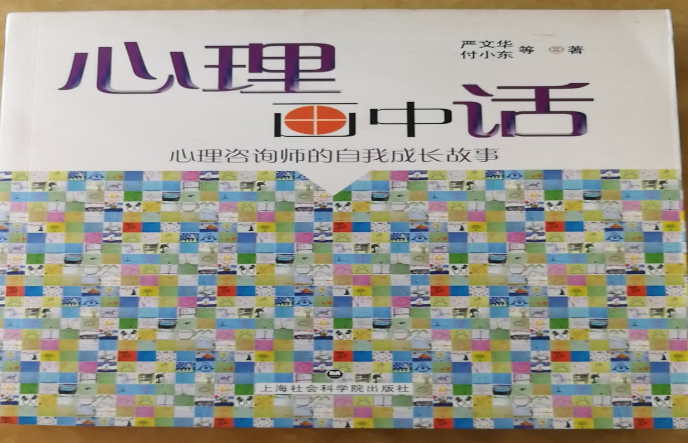 心理
画中话
严文华
付小东 等 著
心理咨询师的自我成长故事
上海社会科学院出版社